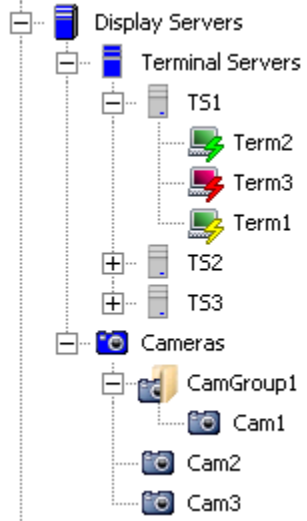 Display Servers
Terminal Servers
TS1
Term2
Term3
Term1
TS2
TS3
Cameras
CamGroup1
Cam1
Cam2
Cam3